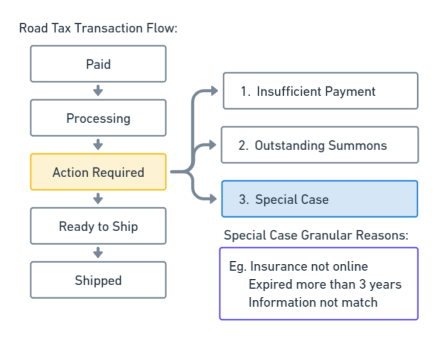 Road Tax Transaction Flow:
Paid
Processing
Action Required
Ready to Ship
Shipped
1. Insufficient Payment
2. Outstanding Summons
3. Special Case
Special Case Granular Reasons:
Eg. Insurance not online
Expired more than 3 years
Information not match